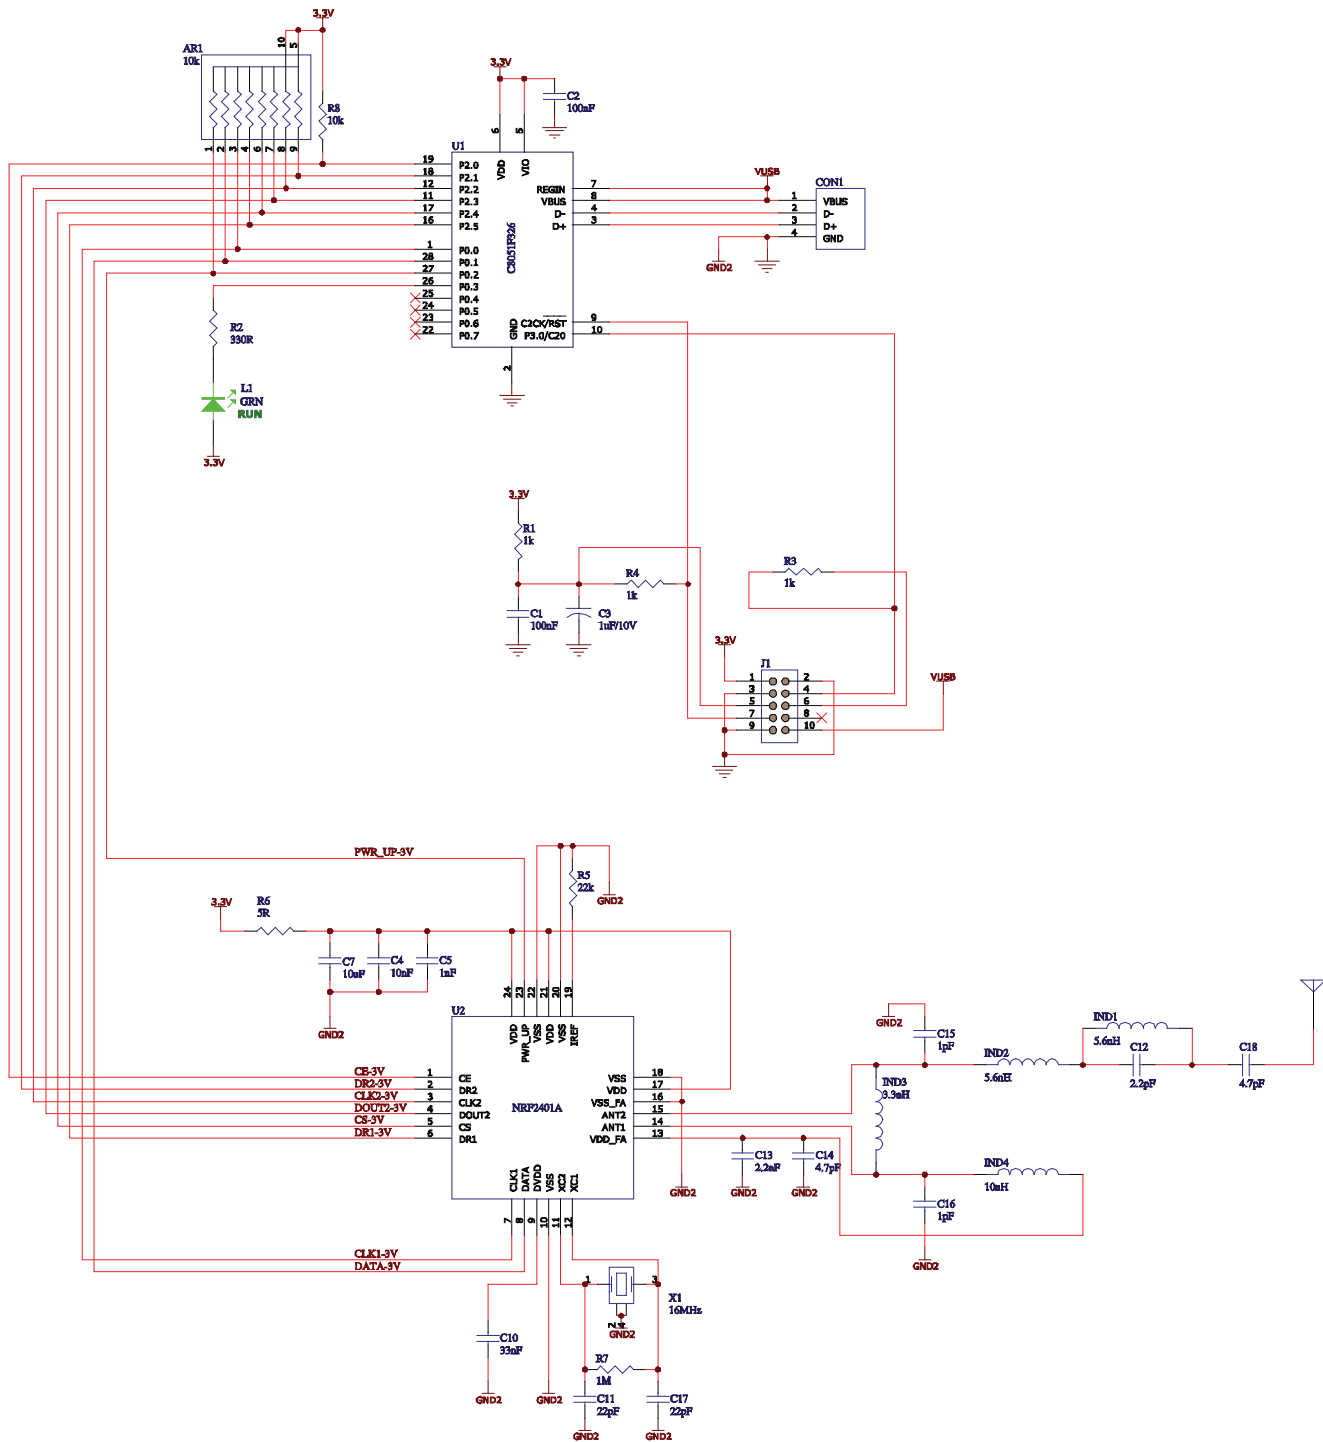 3.3V
AR1
10k
10
5
R8
10k
1
2
3
4
6
7
8
9
3.3V
C2
100nF
6
5
U1
VDD
VIO
19 P2.0
18 P2.1
12 P2.2
11 P2.3
17 P2.4
16 P2.5
1 P0.0
28 P0.1
27 P0.2
26 P0.3
25 P0.4
24 P0.5
23 P0.6
22 P0.7
C8051F326
REGIN 7
VBUS 8
D- 4
D+ 3
GND
C2CK/RST 9
P3.0/C20 10
2
VUSB
CON1
1 VBUS
2 D-
3 D+
4 GND
GND2
R2
330R
L1
GRN
RUN
3.3V
3.3V
R1
1k
R4
1k
C1
100nF
C3
1uF/10V
R3
1k
3.3V
J1
1 2
3 4
5 6
7 8
9 10
VUSB
PWR_UP-3V
R5
22k
GND2
3.3V
R6
5R
C7
10uF
C4
10nF
C5
1nF
GND2
24
23
22
21
20
19
U2
VDD
PWR_UP
VSS
VDD
VSS
IREF
CE-3V 1 CE
DR2-3V 2 DR2
CLK2-3V 3 CLK2
DOUT2-3V 4 DOUT2
CS-3V 5 CS
DR1-3V 6 DR1
NRF2401A
VSS 18
VDD 17
VSS_FA 16
ANT2 15
ANT1 14
VDD_FA 13
CLK1
DATA
DVDD
VSS
XC2
XC1
7
8
9
10
11
12
GND2
C13
2,2nF
GND2
C14
4.7pF
GND2
GND2
C15
1pF
IND3
3.3nH
IND2
5.6nH
IND1
5.6nH
C12
2.2pF
C18
4.7pF
IND4
10nH
C16
1pF
GND2
CLK1-3V
DATA-3V
1
3
X1
16MHz
2
4
GND2
C10
33nF
GND2
GND2
R7
1M
C11
22pF
GND2
C17
22pF
GND2